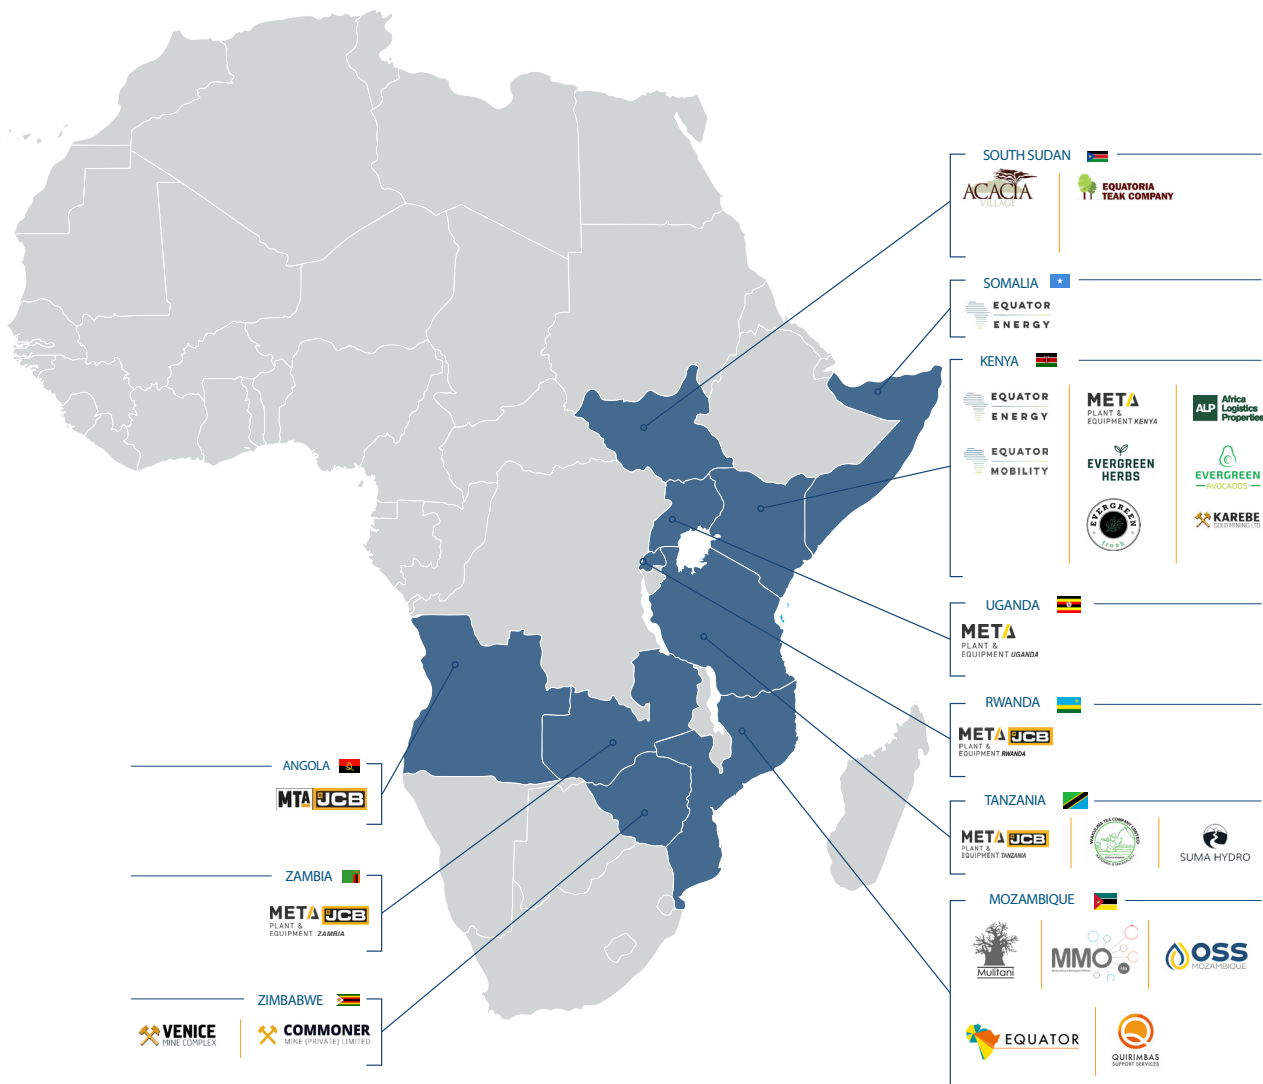 SOUTH SUDAN
ACACIA
VILLAGE
EQUATORIA
TEAK COMPANY
SOMALIA
EQUATOR
ENERGY
KENYA
EQUATOR
ENERGY
META
PLANT &
EQUIPMENT KENYA
ALP
Africa
Logistics
Properties
EQUATOR
MOBILITY
EVERGREEN
HERBS
EVERGREEN
AVOCADOS
EVERGREEN
fresh
KAREBE
GOLD MINING LTD
UGANDA
META
PLANT &
EQUIPMENT UGANDA
RWANDA
META JCB
PLANT &
EQUIPMENT RWANDA
TANZANIA
META JCB
PLANT &
EQUIPMENT TANZANIA
SUMA HYDRO
MOZAMBIQUE
Mulitani
MMO
OSS
MOZAMBIQUE
EQUATOR
QUIRIMBAS
SUPPORT SERVICES
ANGOLA
MTA JCB
ZAMBIA
META JCB
PLANT &
EQUIPMENT ZAMBIA
ZIMBABWE
VENICE
MINE COMPLEX
COMMONER
MINE (PRIVATE) LIMITED